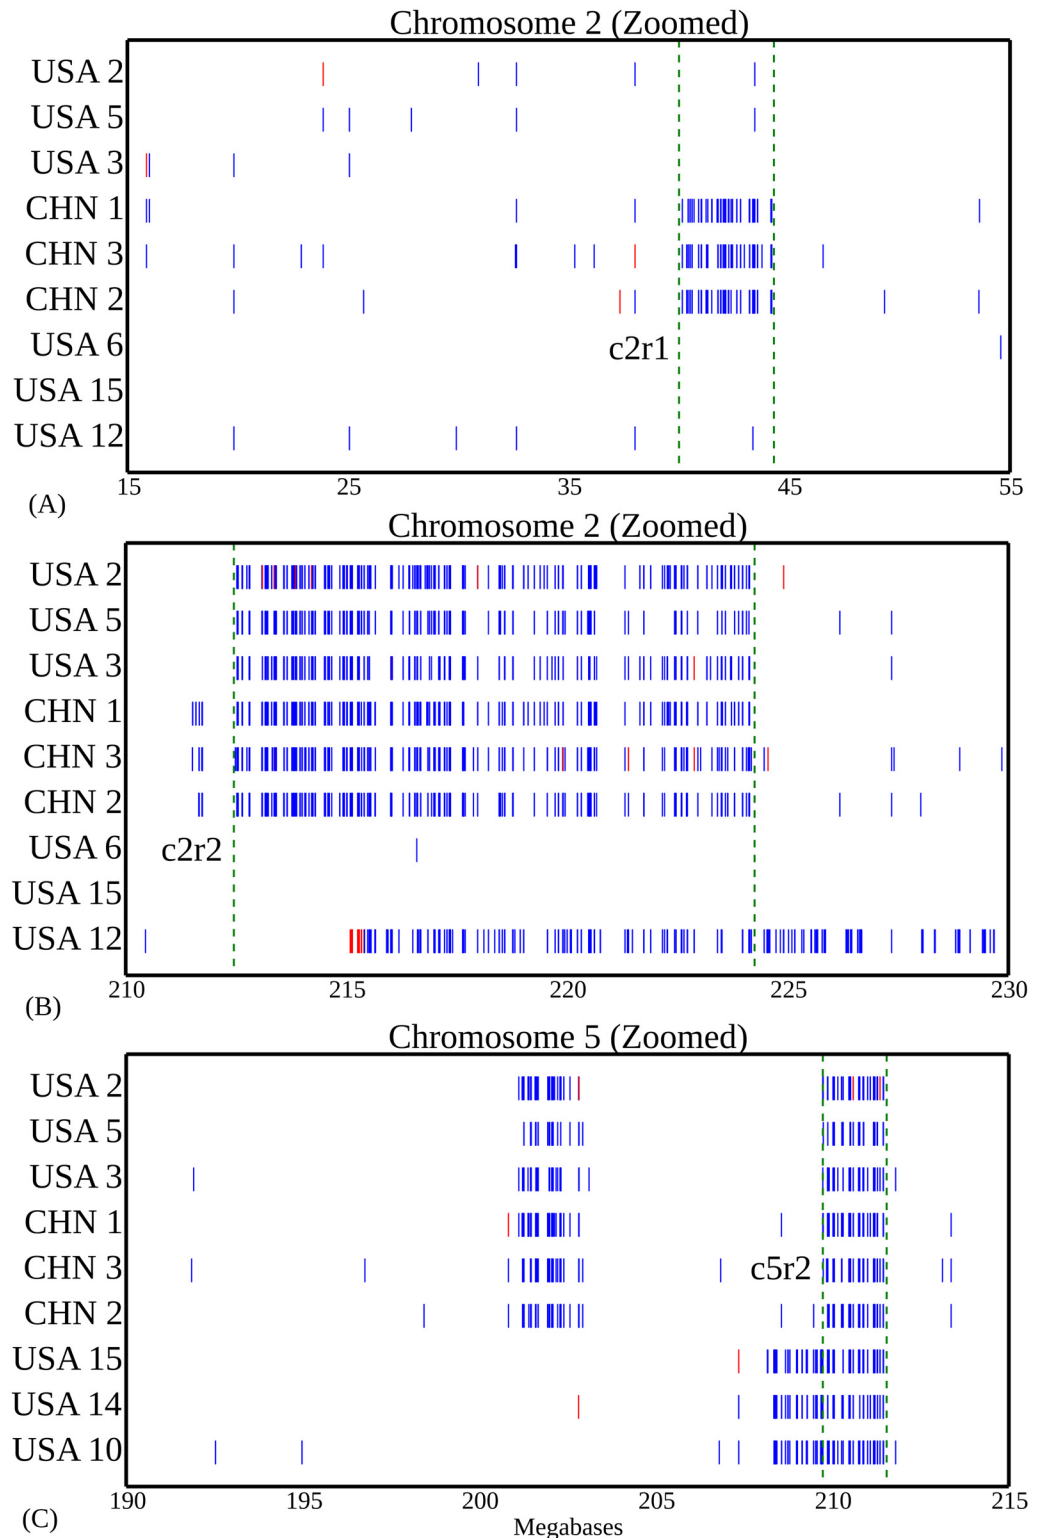 Chromosome 2 (Zoomed)
USA 2
USA 5
USA 3
CHN 1
CHN 3
CHN 2
USA 6
c2r1
USA 15
USA 12
15 25 35 45 55
(A)
Chromosome 2 (Zoomed)
USA 2
USA 5
USA 3
CHN 1
CHN 3
CHN 2
USA 6
c2r2
USA 15
USA 12
210 215 220 225 230
(B)
Chromosome 5 (Zoomed)
USA 2
USA 5
USA 3
CHN 1
CHN 3
c5r2
CHN 2
USA 15
USA 14
USA 10
190 195 200 205 210 215
(C)
Megabases